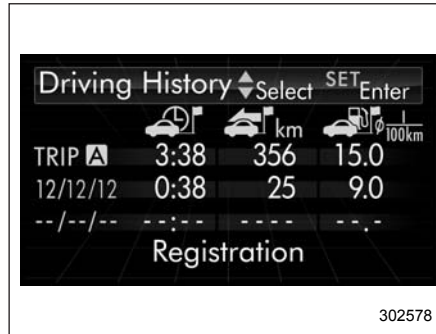 Driving History Select SET Enter
km ø l/100km
TRIP A 3:38 356 15.0
12/12/12 0:38 25 9.0
--/--/-- --:-- --- --.-
Registration
302578